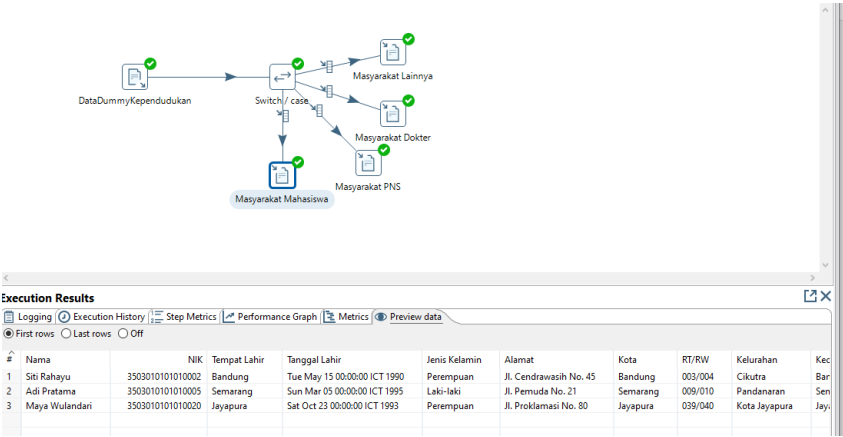 Masyarakat Lainnya
DataDummyKependudukan
Switch / case
Masyarakat Dokter
Masyarakat PNS
Masyarakat Mahasiswa
Execution Results
Logging Execution History Step Metrics Performance Graph Metrics Preview data
First rows Last rows Off
# Nama NIK Tempat Lahir Tanggal Lahir Jenis Kelamin Alamat Kota RT/RW Kelurahan Kec
1 Siti Rahayu 3503010101010002 Bandung Tue May 15 00:00:00 ICT 1990 Perempuan Jl. Cendrawasih No. 45 Bandung 003/004 Cikutra Ban
2 Adi Pratama 3503010101010005 Semarang Sun Mar 05 00:00:00 ICT 1995 Laki-laki Jl. Pemuda No. 21 Semarang 009/010 Pandanaran Sem
3 Maya Wulandari 3503010101010020 Jayapura Sat Oct 23 00:00:00 ICT 1993 Perempuan Jl. Proklamasi No. 80 Jayapura 039/040 Kota Jayapura Jaya